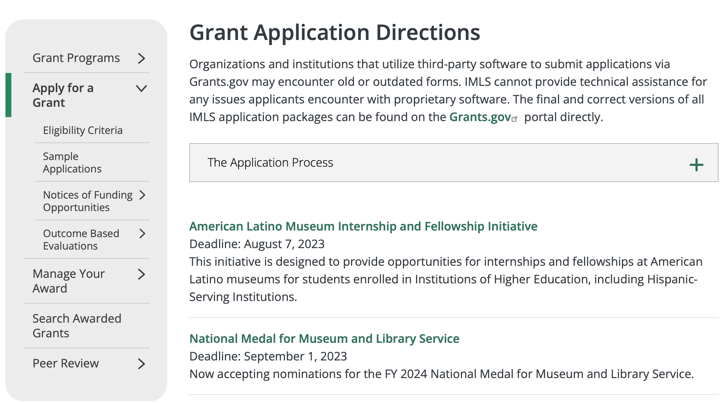 Grant Programs
Apply for a
Grant
Eligibility Criteria
Sample
Applications
Notices of Funding
Opportunities
Outcome Based
Evaluations
Manage Your
Award
Search Awarded
Grants
Peer Review
Grant Application Directions
Organizations and institutions that utilize third-party software to submit applications via
Grants.gov may encounter old or outdated forms. IMLS cannot provide technical assistance for
any issues applicants encounter with proprietary software. The final and correct versions of all
IMLS application packages can be found on the Grants.gov portal directly.
The Application Process
American Latino Museum Internship and Fellowship Initiative
Deadline: August 7, 2023
This initiative is designed to provide opportunities for internships and fellowships at American
Latino museums for students enrolled in Institutions of Higher Education, including Hispanic-
Serving Institutions.
National Medal for Museum and Library Service
Deadline: September 1, 2023
Now accepting nominations for the FY 2024 National Medal for Museum and Library Service.